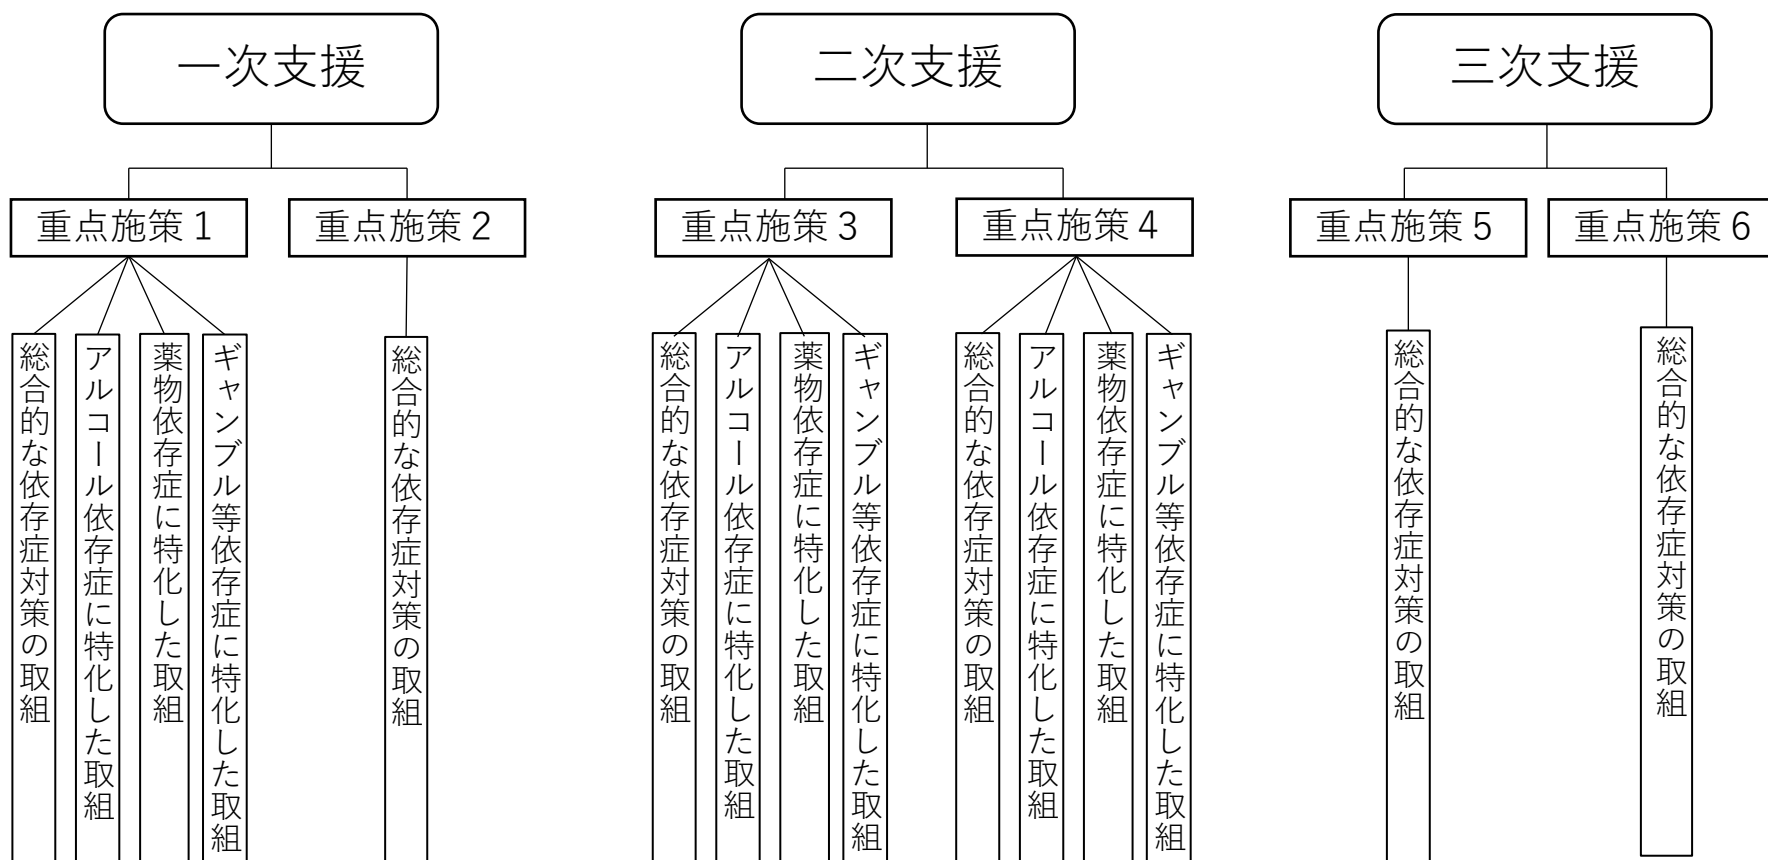 一次支援
二次支援
三次支援
重点施策1
重点施策2
重点施策3
重点施策4
重点施策5
重点施策6
総合的な依存症対策の取組
アルコール依存症に特化した取組
薬物依存症に特化した取組
ギャンブル等依存症に特化した取組
総合的な依存症対策の取組
総合的な依存症対策の取組
アルコール依存症に特化した取組
薬物依存症に特化した取組
ギャンブル等依存症に特化した取組
総合的な依存症対策の取組
アルコール依存症に特化した取組
薬物依存症に特化した取組
ギャンブル等依存症に特化した取組
総合的な依存症対策の取組
総合的な依存症対策の取組